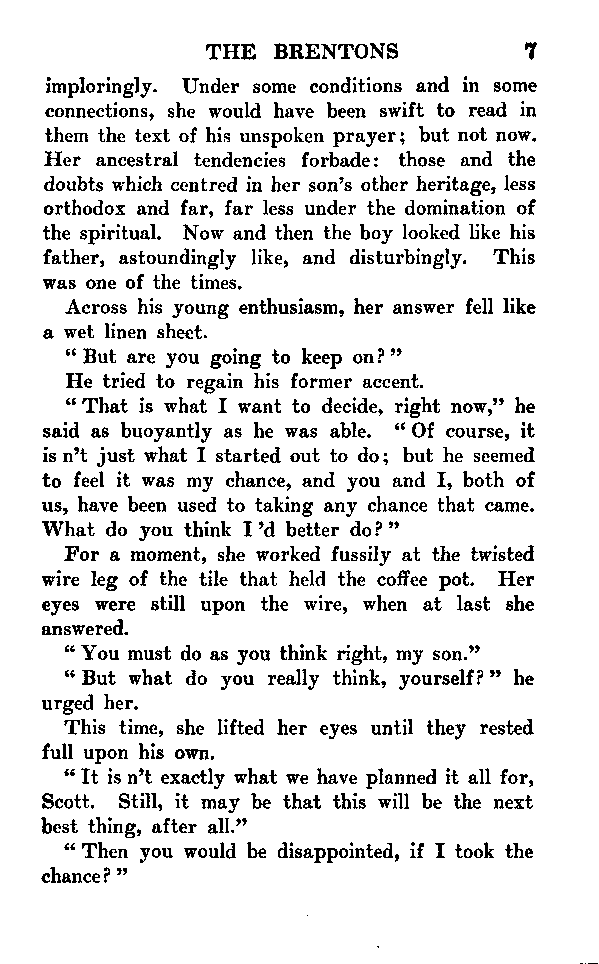 THE BRENTONS 7
imploringly. Under some conditions and in some
connections, she would have been swift to read in
them the text of his unspoken prayer; but not now.
Her ancestral tendencies forbade: those and the
doubts which centred in her son's other heritage, less
orthodox and far, far less under the domination of
the spiritual. Now and then the boy looked like his
father, astoundingly like, and disturbingly. This
was one of the times.
Across his young enthusiasm, her answer fell like
a wet linen sheet.
"But are you going to keep on?"
He tried to regain his former accent.
"That is what I want to decide, right now," he
said as buoyantly as he was able. "Of course, it
is n't just what I started out to do; but he seemed
to feel it was my chance, and you and I, both of
us, have been used to taking any chance that came.
What do you think I 'd better do?"
For a moment, she worked fussily at the twisted
wire leg of the tile that held the coffee pot. Her
eyes were still upon the wire, when at last she
answered.
"You must do as you think right, my son."
"But what do you really think, yourself?" he
urged her.
This time, she lifted her eyes until they rested
full upon his own.
"It is n't exactly what we have planned it all for,
Scott. Still, it may be that this will be the next
best thing, after all."
"Then you would be disappointed, if I took the
chance?"